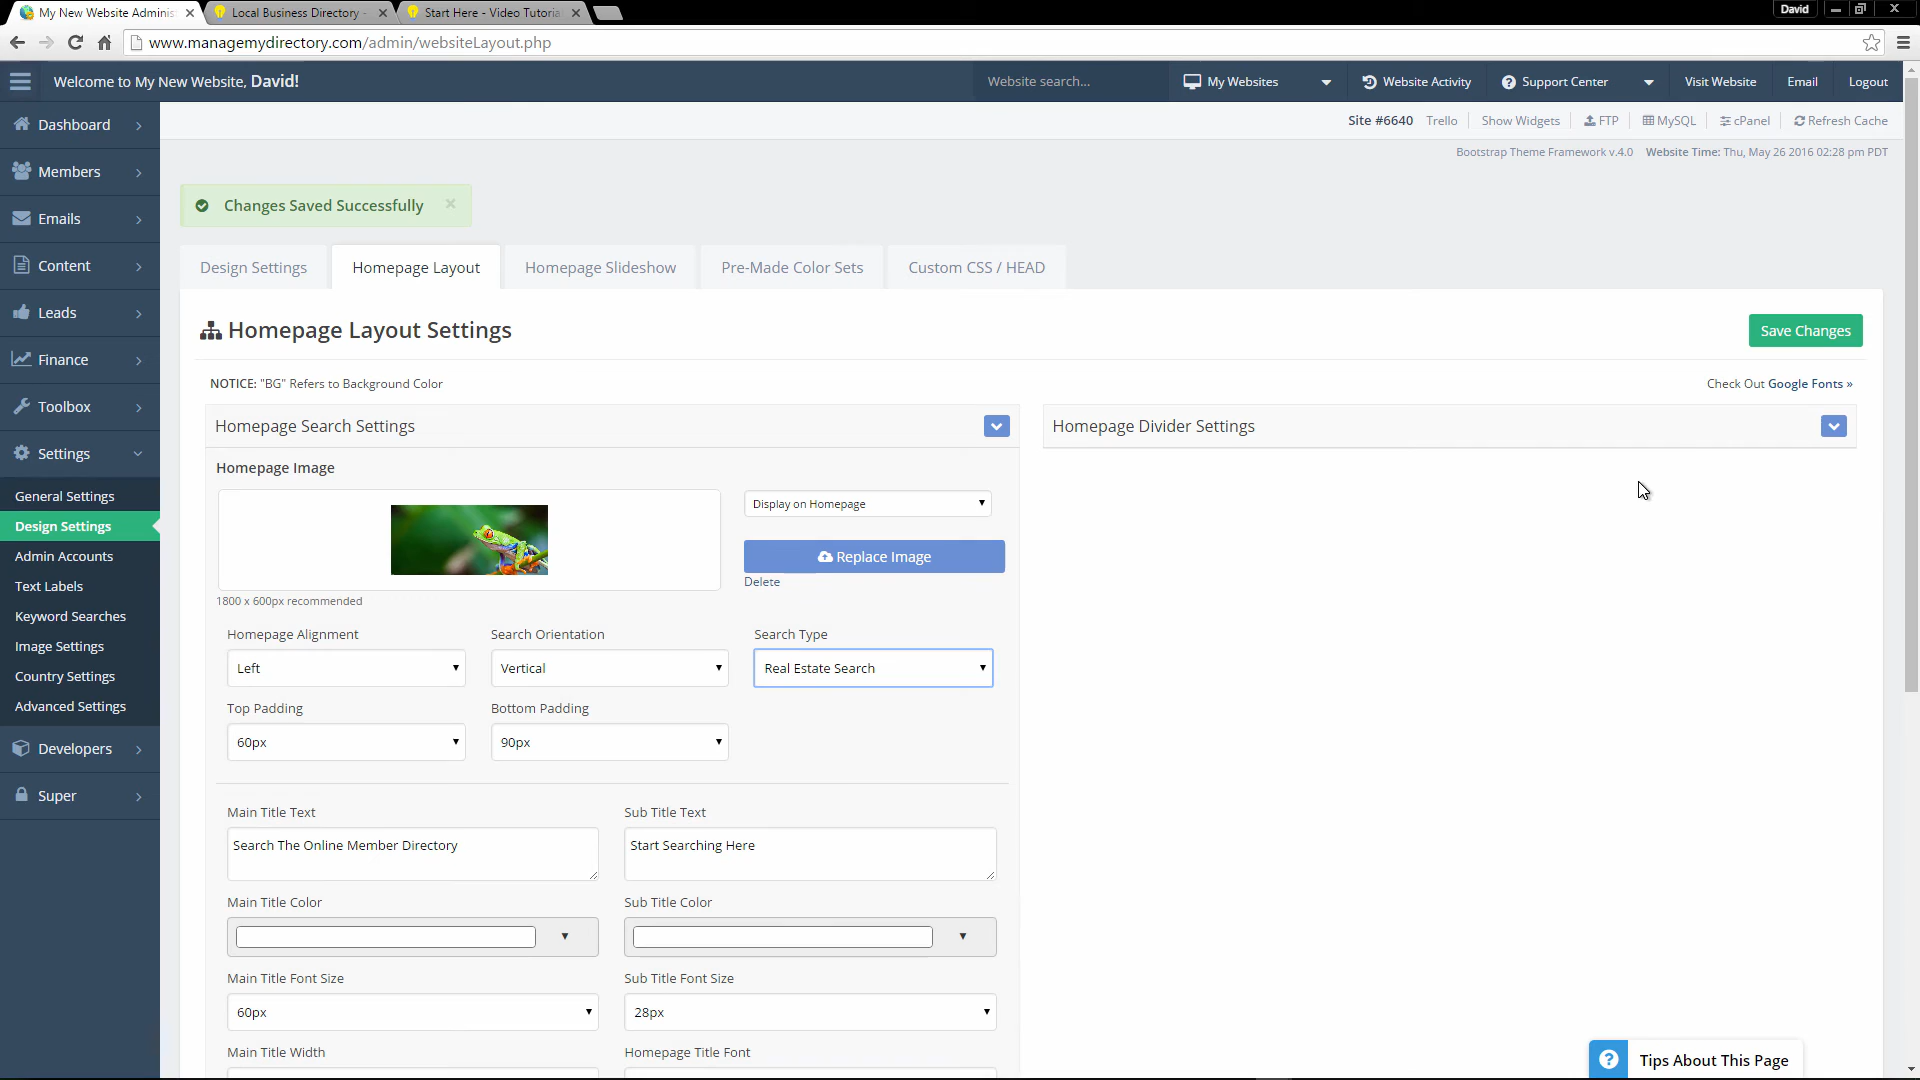 My New Website Adminis
Local Business Directory -
Start Here - Video Tutorial
David
www.managemydirectory.com/admin/websiteLayout.php
Welcome to My New Website, David!
Website search...
My Websites
Website Activity
Support Center
Visit Website
Email
Logout
Site #6640
Trello
Show Widgets
FTP
MySQL
cPanel
Refresh Cache
Bootstrap Theme Framework v.4.0
Website Time: Thu, May 26 2016 02:28 pm PDT
Dashboard
Members
Emails
Content
Leads
Finance
Toolbox
Settings
General Settings
Design Settings
Admin Accounts
Text Labels
Keyword Searches
Image Settings
Country Settings
Advanced Settings
Developers
Super
Changes Saved Successfully
Design Settings
Homepage Layout
Homepage Slideshow
Pre-Made Color Sets
Custom CSS / HEAD
Homepage Layout Settings
Save Changes
NOTICE: "BG" Refers to Background Color
Check Out Google Fonts »
Homepage Search Settings
Homepage Divider Settings
Homepage Image
Display on Homepage
Replace Image
Delete
1800 x 600px recommended
Homepage Alignment
Search Orientation
Search Type
Left
Vertical
Real Estate Search
Top Padding
Bottom Padding
60px
90px
Main Title Text
Sub Title Text
Search The Online Member Directory
Start Searching Here
Main Title Color
Sub Title Color
Main Title Font Size
Sub Title Font Size
60px
28px
Main Title Width
Homepage Title Font
? Tips About This Page